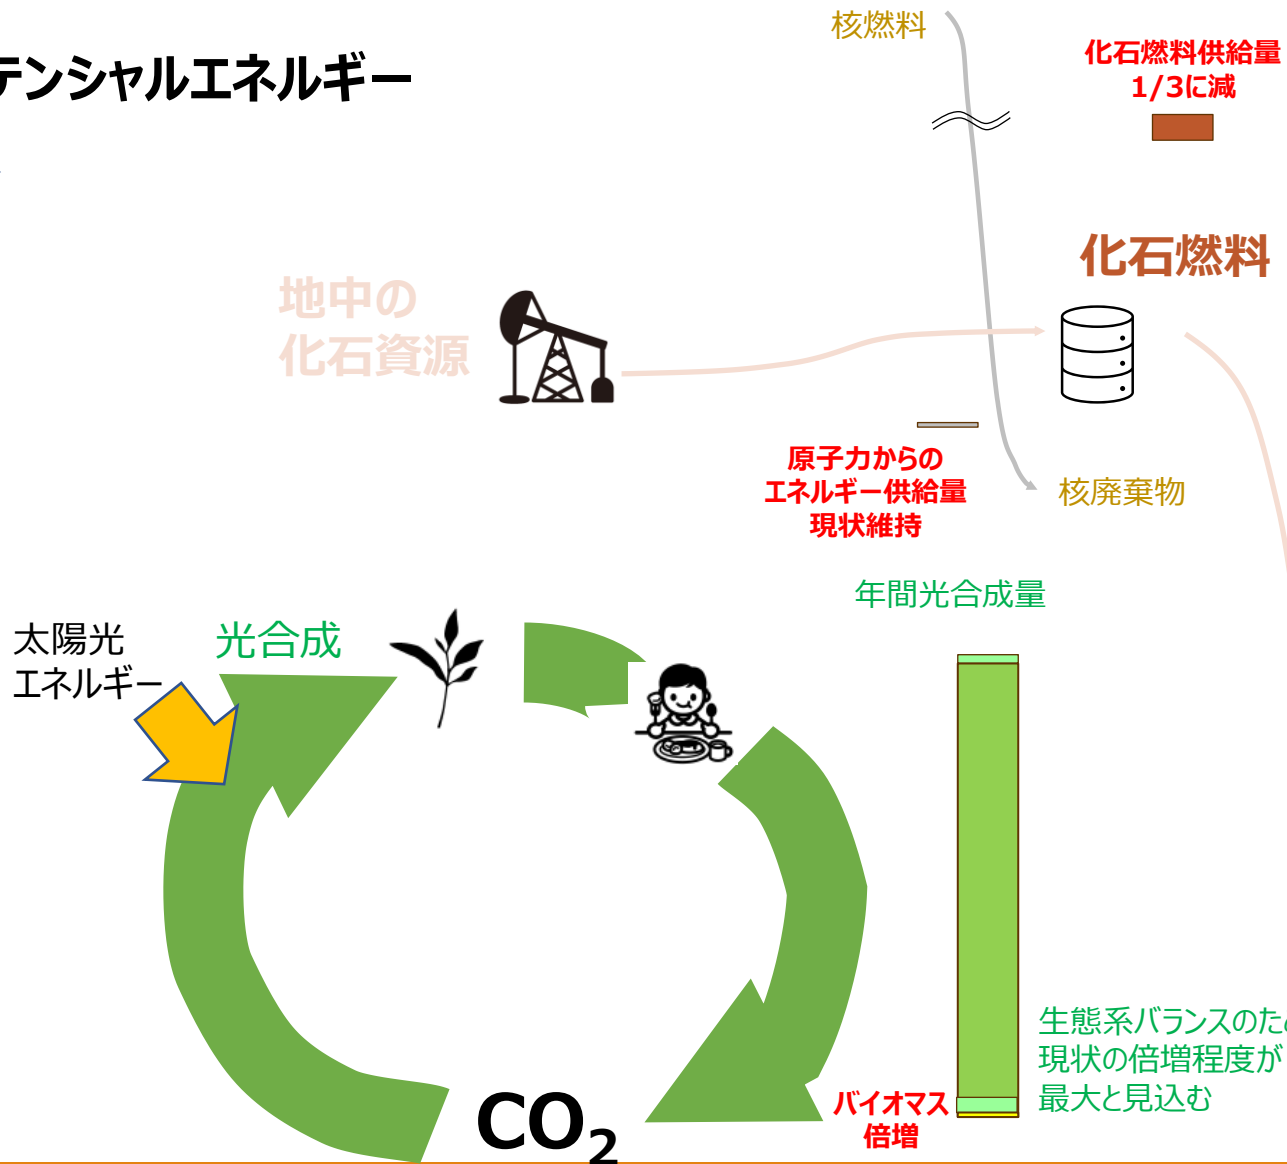 核燃料
化石燃料供給量
1/3に減
テンシャルエネルギー
化石燃料
地中の
化石資源
原子力からの
エネルギー供給量
現状維持
核廃棄物
年間光合成量
太陽光
エネルギー
光合成
生態系バランスのため
現状の倍増程度が
最大と見込む
バイオマス
倍増
CO₂